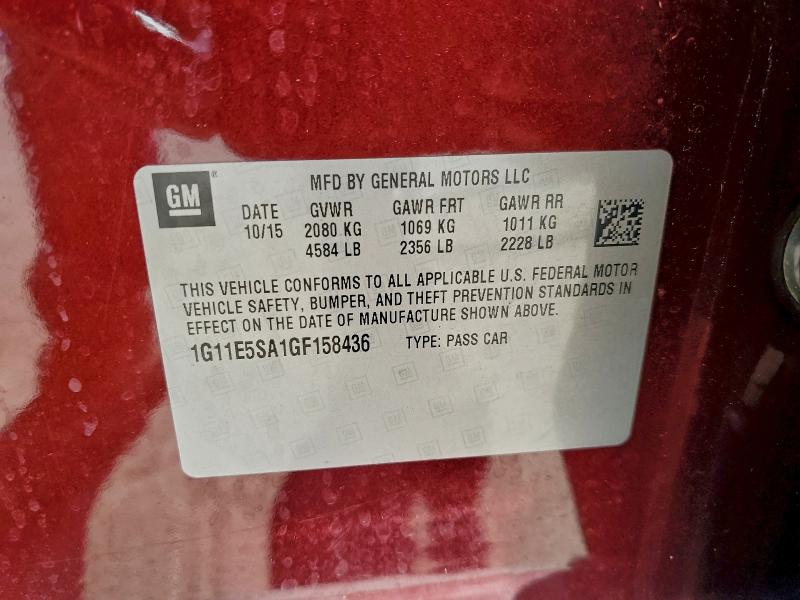 GM
MFD BY GENERAL MOTORS LLC
DATE GVWR GAWR FRT GAWR RR
10/15 2080 KG 1069 KG 1011 KG
4584 LB 2356 LB 2228 LB
THIS VEHICLE CONFORMS TO ALL APPLICABLE U.S. FEDERAL MOTOR
VEHICLE SAFETY, BUMPER, AND THEFT PREVENTION STANDARDS IN
EFFECT ON THE DATE OF MANUFACTURE SHOWN ABOVE.
1G11E5SA1GF158436 TYPE: PASS CAR